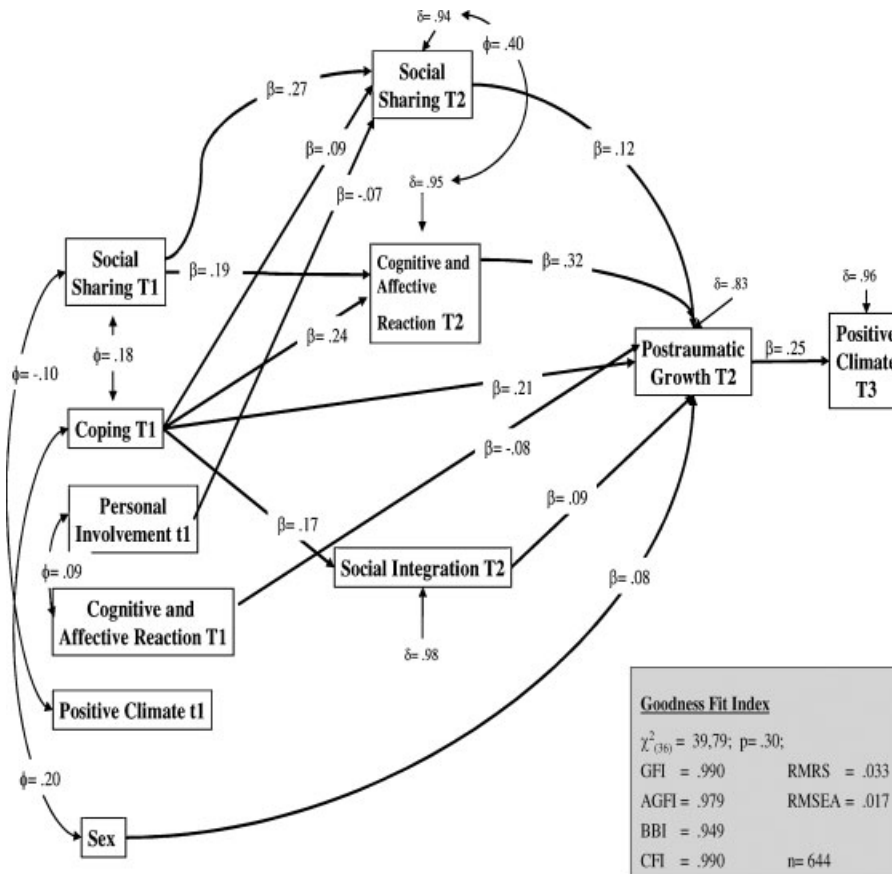 δ= .94
ϕ= .40
Social
Sharing T2
β= .27
β= .09
β= -.07
β= .12
δ= .95
Social
Sharing T1
β= .19
Cognitive and
Affective
Reaction T2
β= .32
β= .24
δ= .83
δ= .96
ϕ= .18
ϕ= -.10
Postraumatic
Growth T2
β= .25
Positive
Climate
T3
Coping T1
β= .21
β= -.08
Personal
Involvement t1
β= .17
β= .09
ϕ= .09
Social Integration T2
β= .08
Cognitive and
Affective Reaction T1
δ= .98
Positive Climate t1
ϕ= .20
Sex
Goodness Fit Index
χ²(36) = 39,79; p= .30;
GFI = .990 RMRS = .033
AGFI = .979 RMSEA = .017
BBI = .949
CFI = .990 n= 644